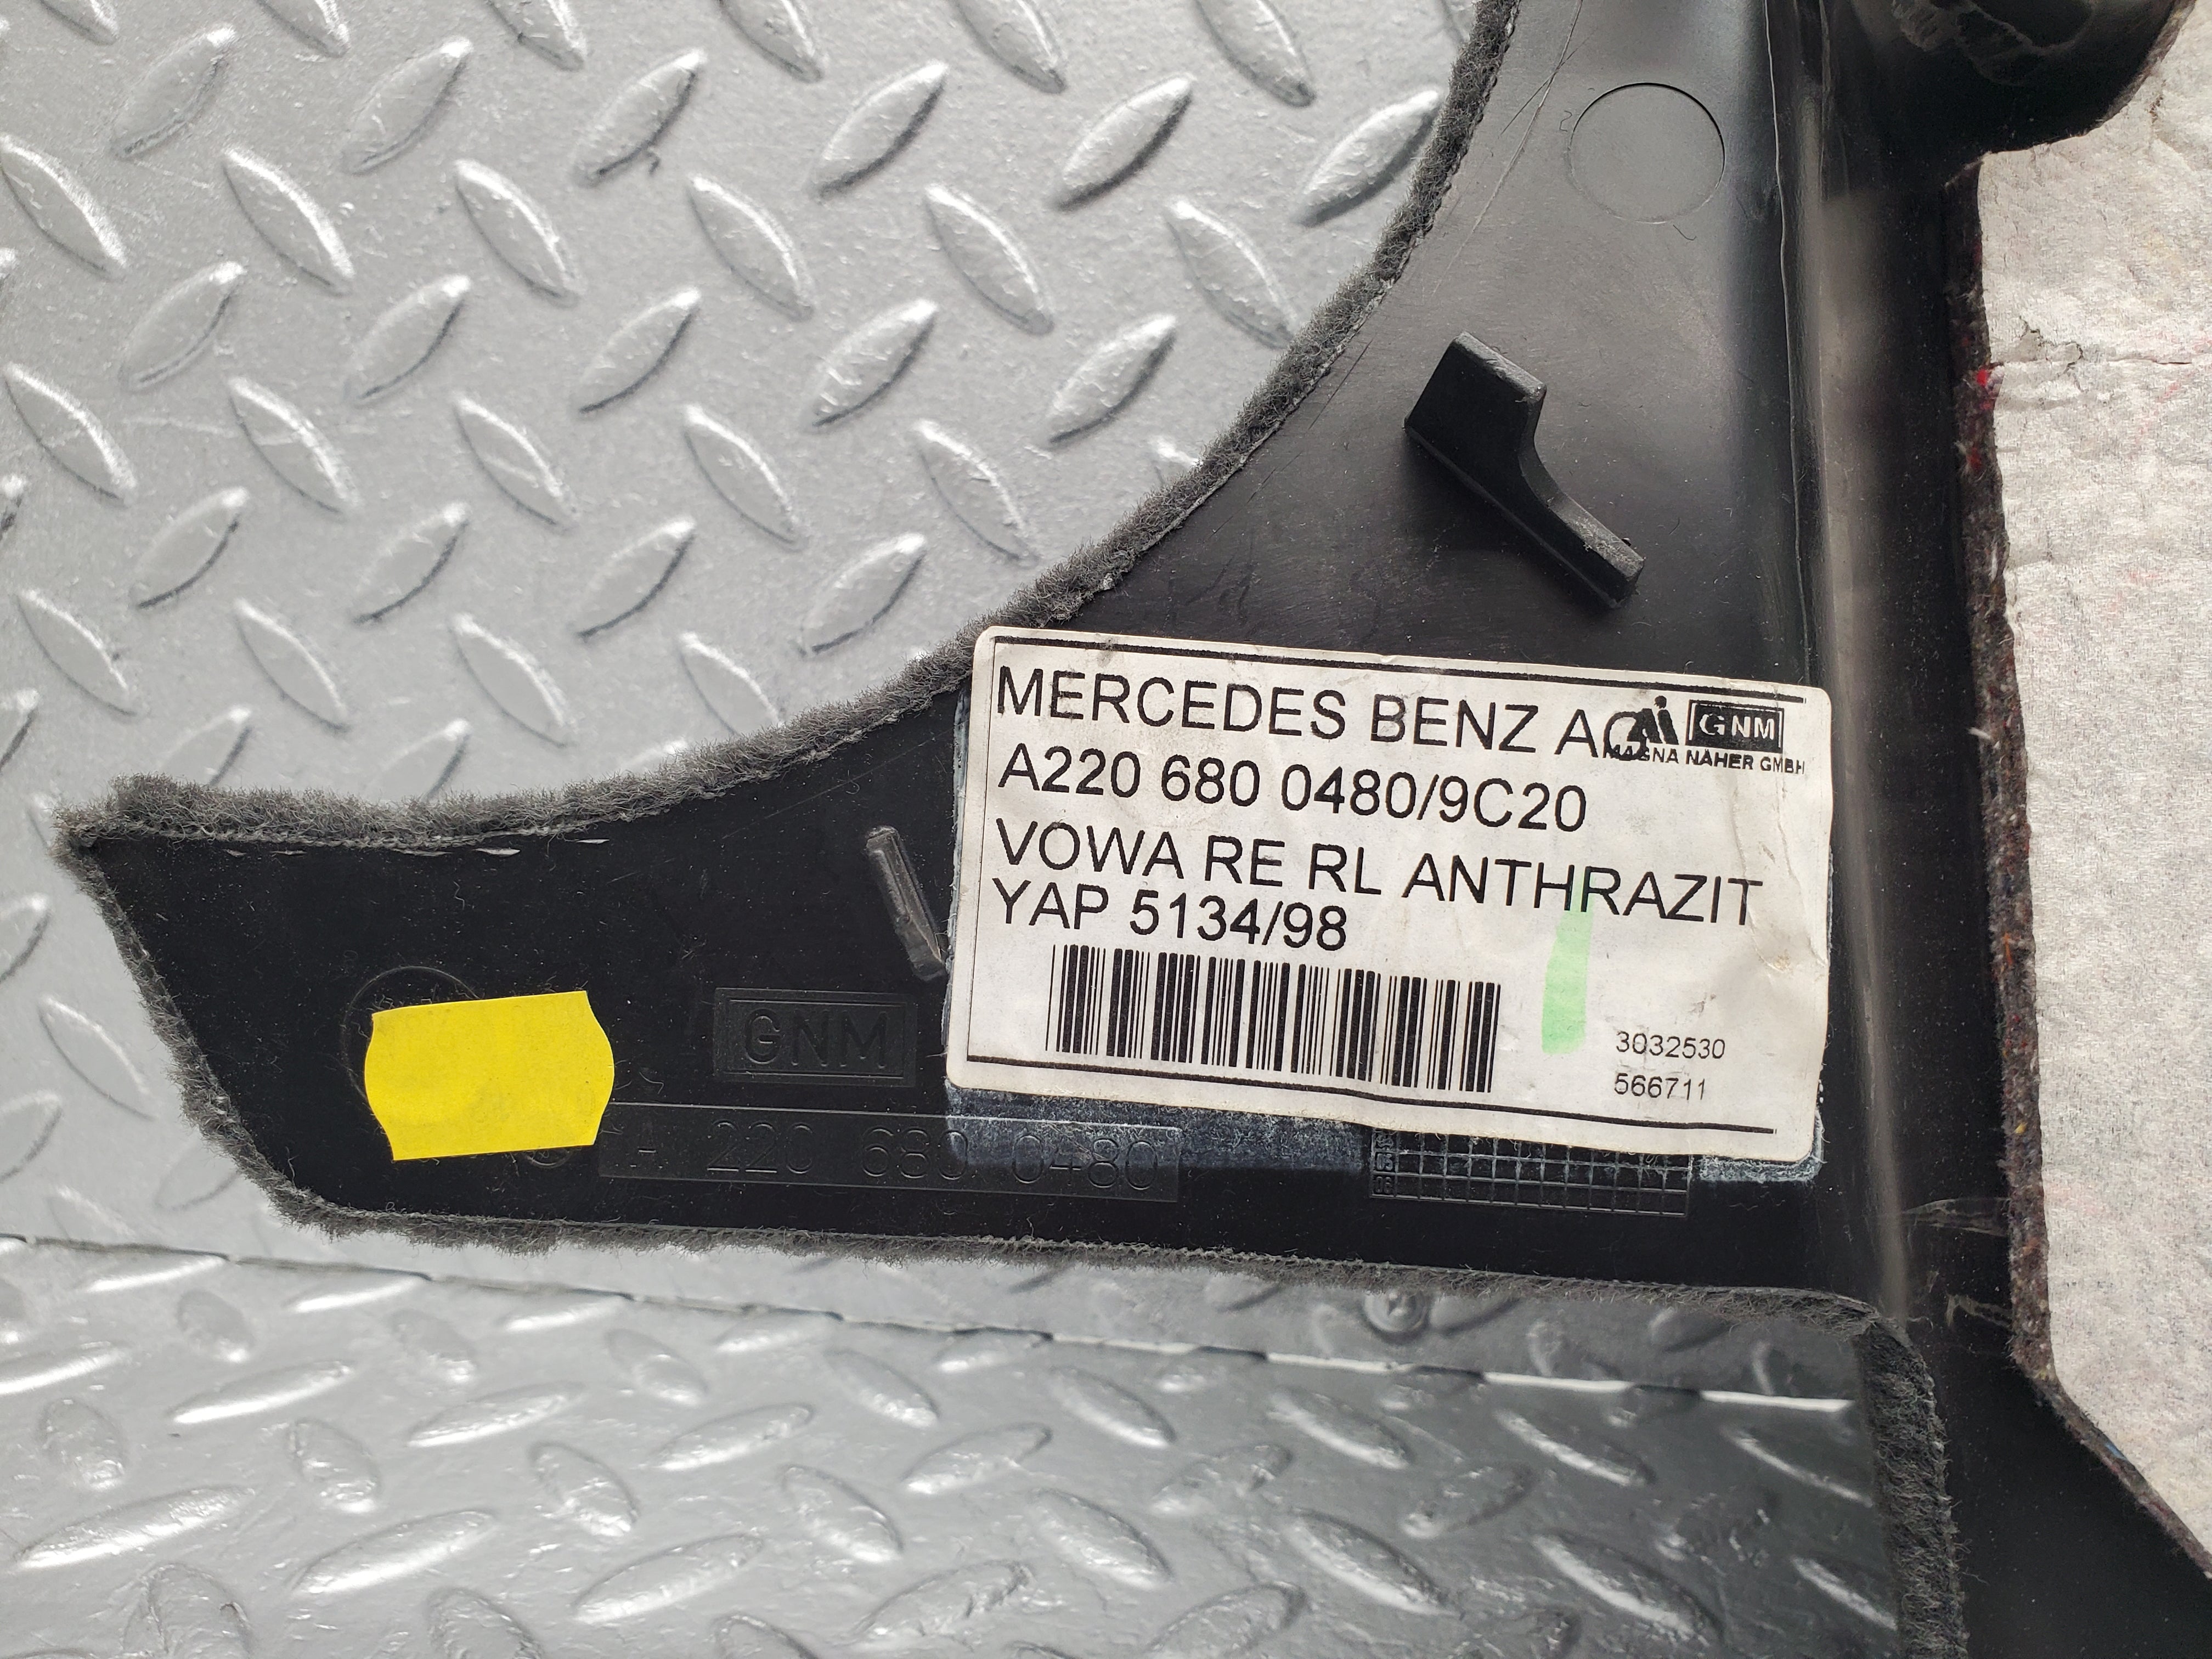 MERCEDES BENZ AG
GNM
MAGNA NAHER GMBH
A220 680 0480/9C20
VOWA RE RL ANTHRAZIT
YAP 5134/98
3032530
566711
GNM
A 220 680 0480